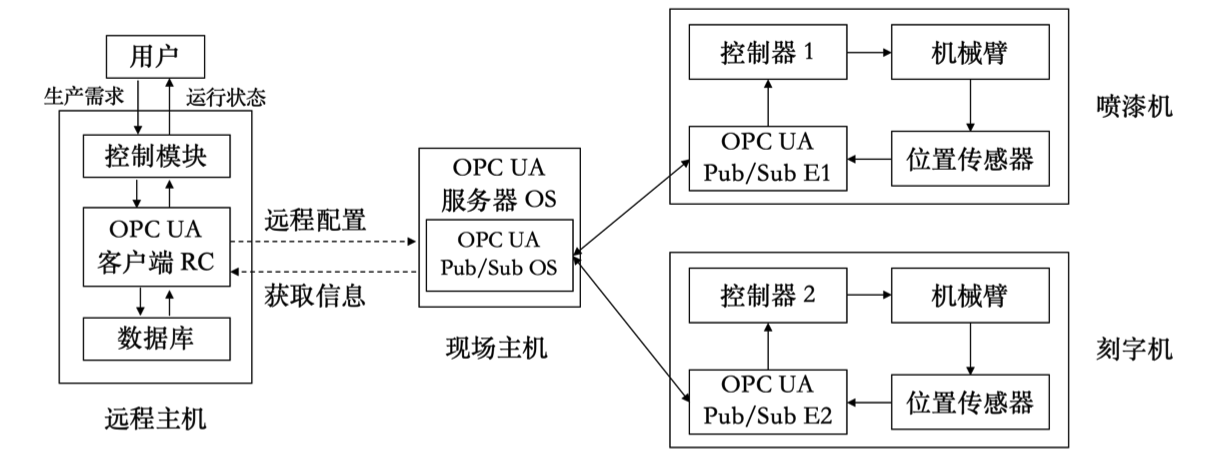 用户
生产需求
运行状态
控制模块
OPC UA
客户端 RC
数据库
远程主机
远程配置
获取信息
OPC UA
服务器 OS
OPC UA
Pub/Sub OS
现场主机
控制器 1
机械臂
OPC UA
Pub/Sub E1
位置传感器
喷漆机
控制器 2
机械臂
OPC UA
Pub/Sub E2
位置传感器
刻字机